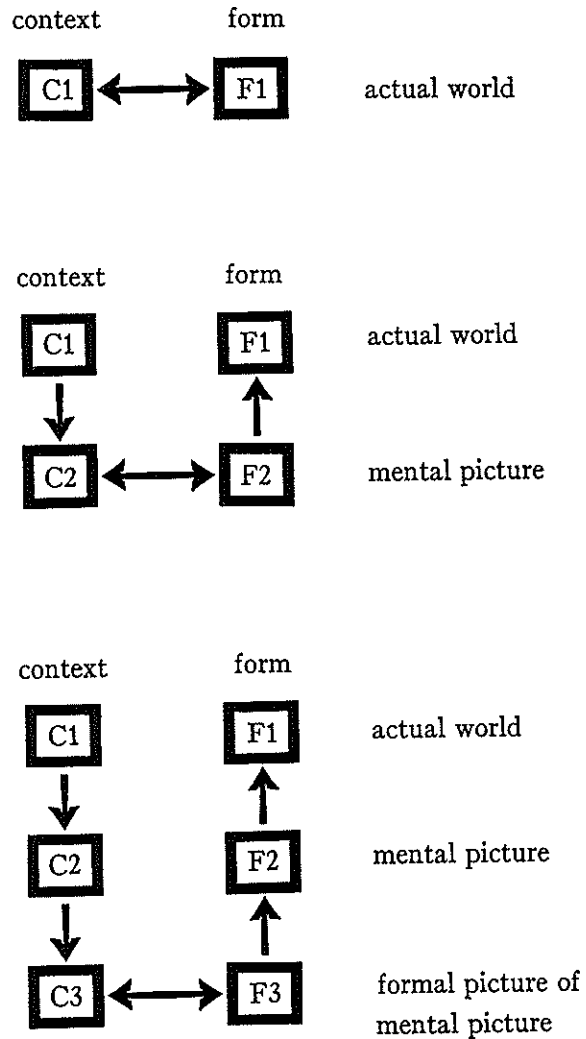 context form
C1 F1 actual world
context form
C1 F1 actual world
C2 F2 mental picture
context form
C1 F1 actual world
C2 F2 mental picture
C3 F3 formal picture of
mental picture